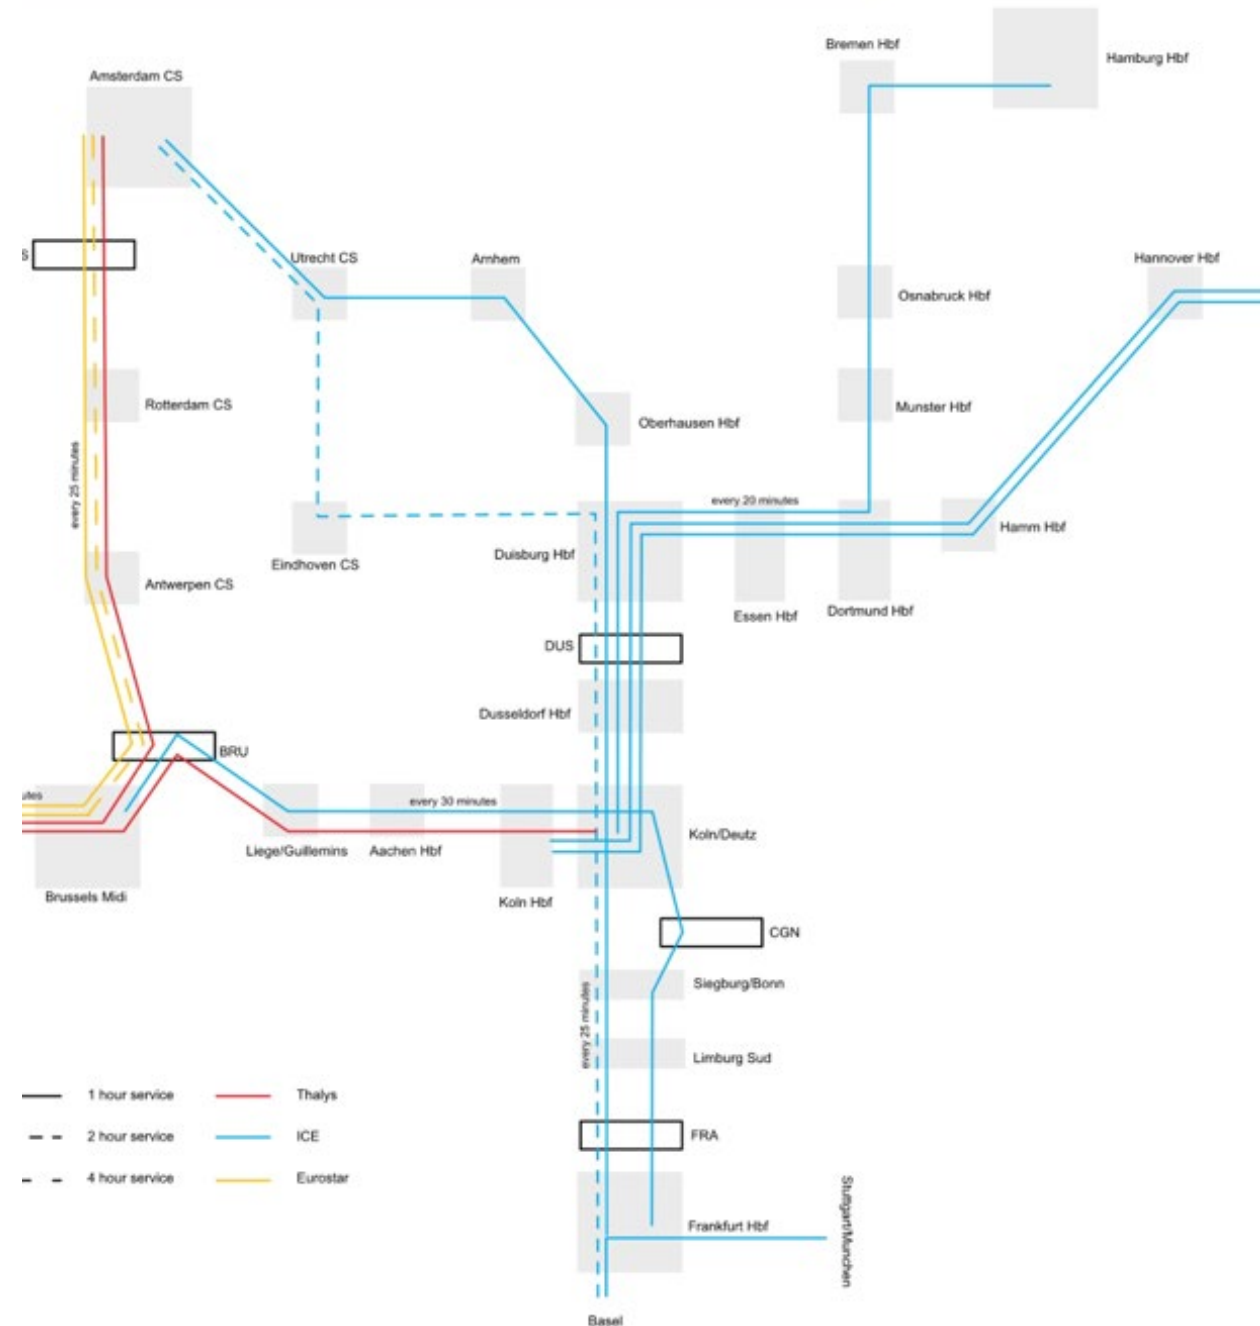 Bremen Hbf
Hamburg Hbf
Amsterdam CS
S
Utrecht CS
Arnhem
Hannover Hbf
Osnabruck Hbf
Rotterdam CS
Munster Hbf
Oberhausen Hbf
every 25 minutes
every 20 minutes
Duisburg Hbf
Hamm Hbf
Eindhoven CS
Antwerpen CS
Essen Hbf
Dortmund Hbf
DUS
Dusseldorf Hbf
BRU
utes
every 30 minutes
Koln/Deutz
Liege/Guillemins
Aachen Hbf
Brussels Midi
Koln Hbf
CGN
Siegburg/Bonn
every 25 minutes
Limburg Sud
1 hour service
Thalys
2 hour service
ICE
FRA
4 hour service
Eurostar
Stuttgart/Munchen
Frankfurt Hbf
Basel